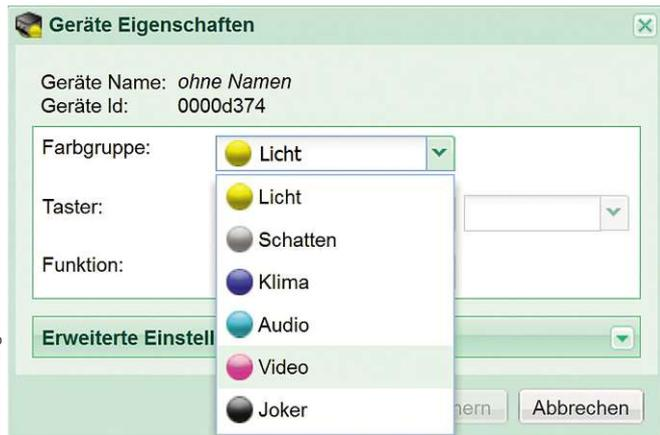 Geräte Eigenschaften
Geräte Name: ohne Namen
Geräte Id: 0000d374
Farbgruppe: Licht
Licht
Taster:
Schatten
Funktion:
Klima
Audio
Erweiterte Einstell
Video
Joker
hern
Abbrechen